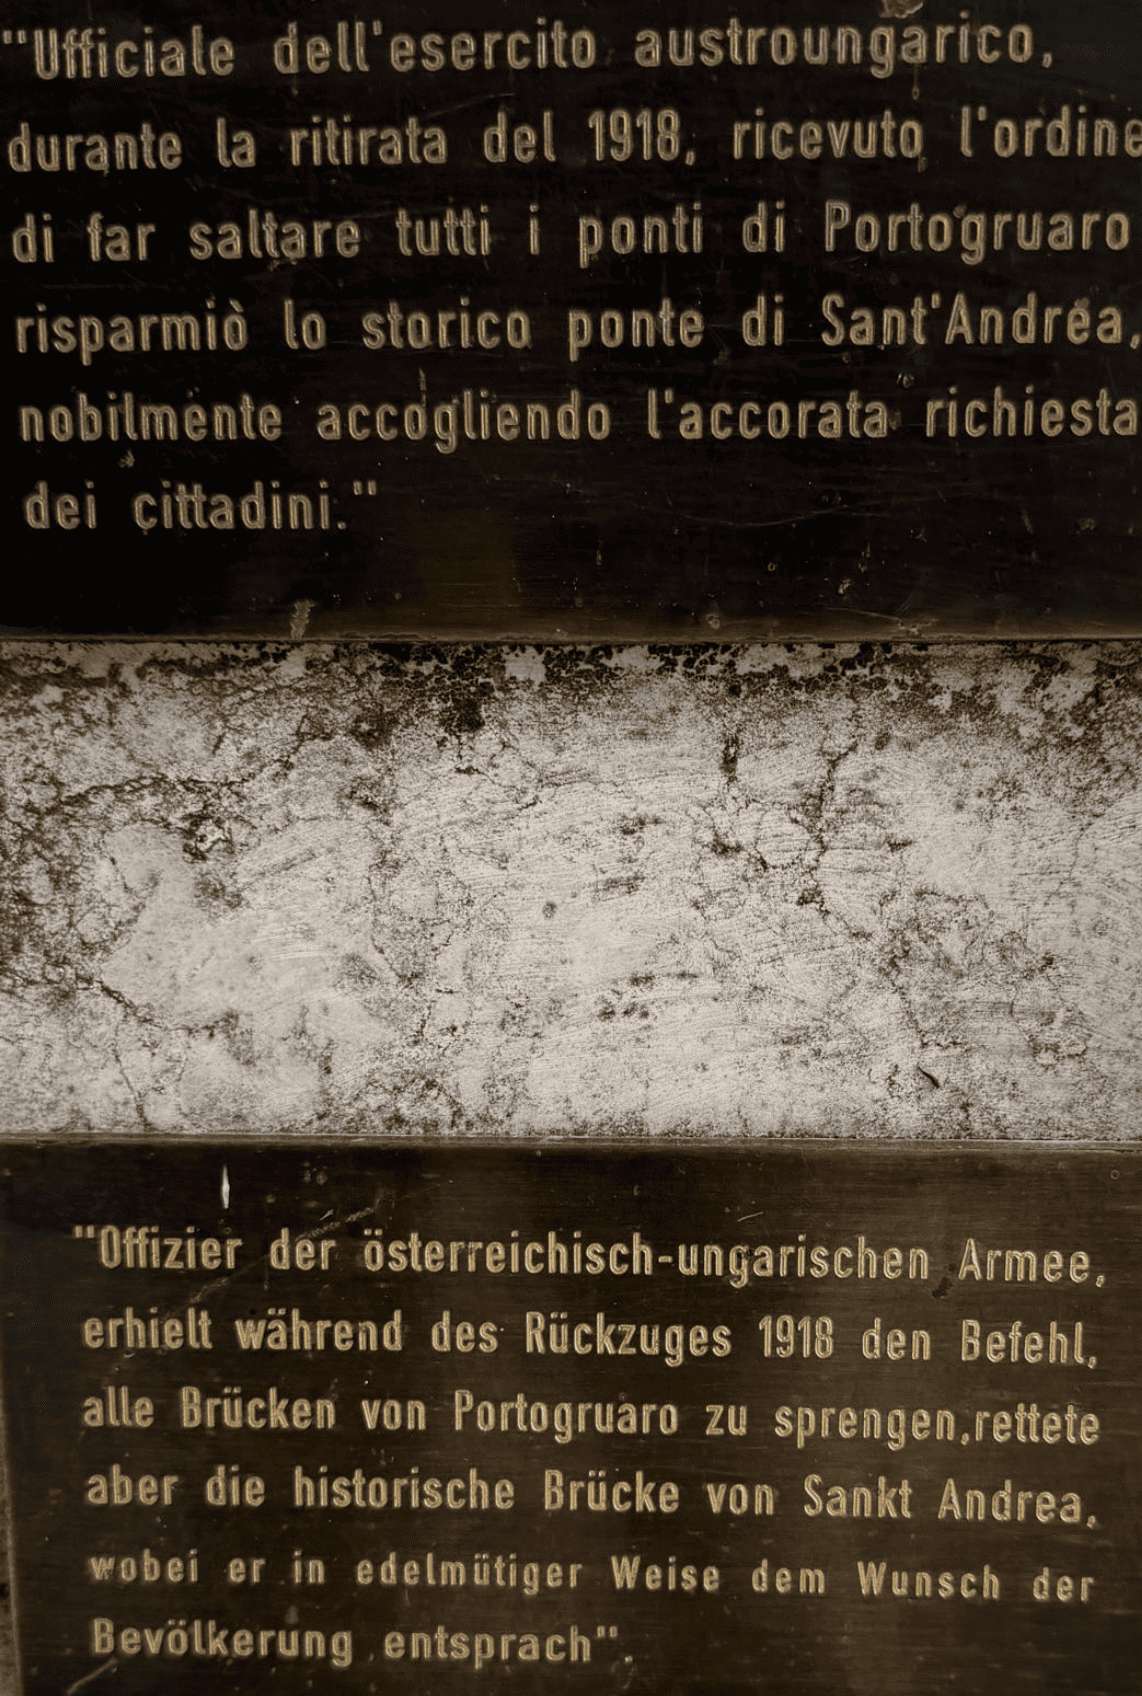 "Ufficiale dell'esercito austroungarico,
durante la ritirata del 1918, ricevuto l'ordine
di far saltare tutti i ponti di Portogruaro
risparmiò lo storico ponte di Sant'Andrea,
nobilmente accogliendo l'accorata richiesta
dei cittadini."
"Offizier der österreichisch-ungarischen Armee,
erhielt während des Rückzuges 1918 den Befehl,
alle Brücken von Portogruaro zu sprengen,rettete
aber die historische Brücke von Sankt Andrea,
wobei er in edelmütiger Weise dem Wunsch der
Bevölkerung entsprach".